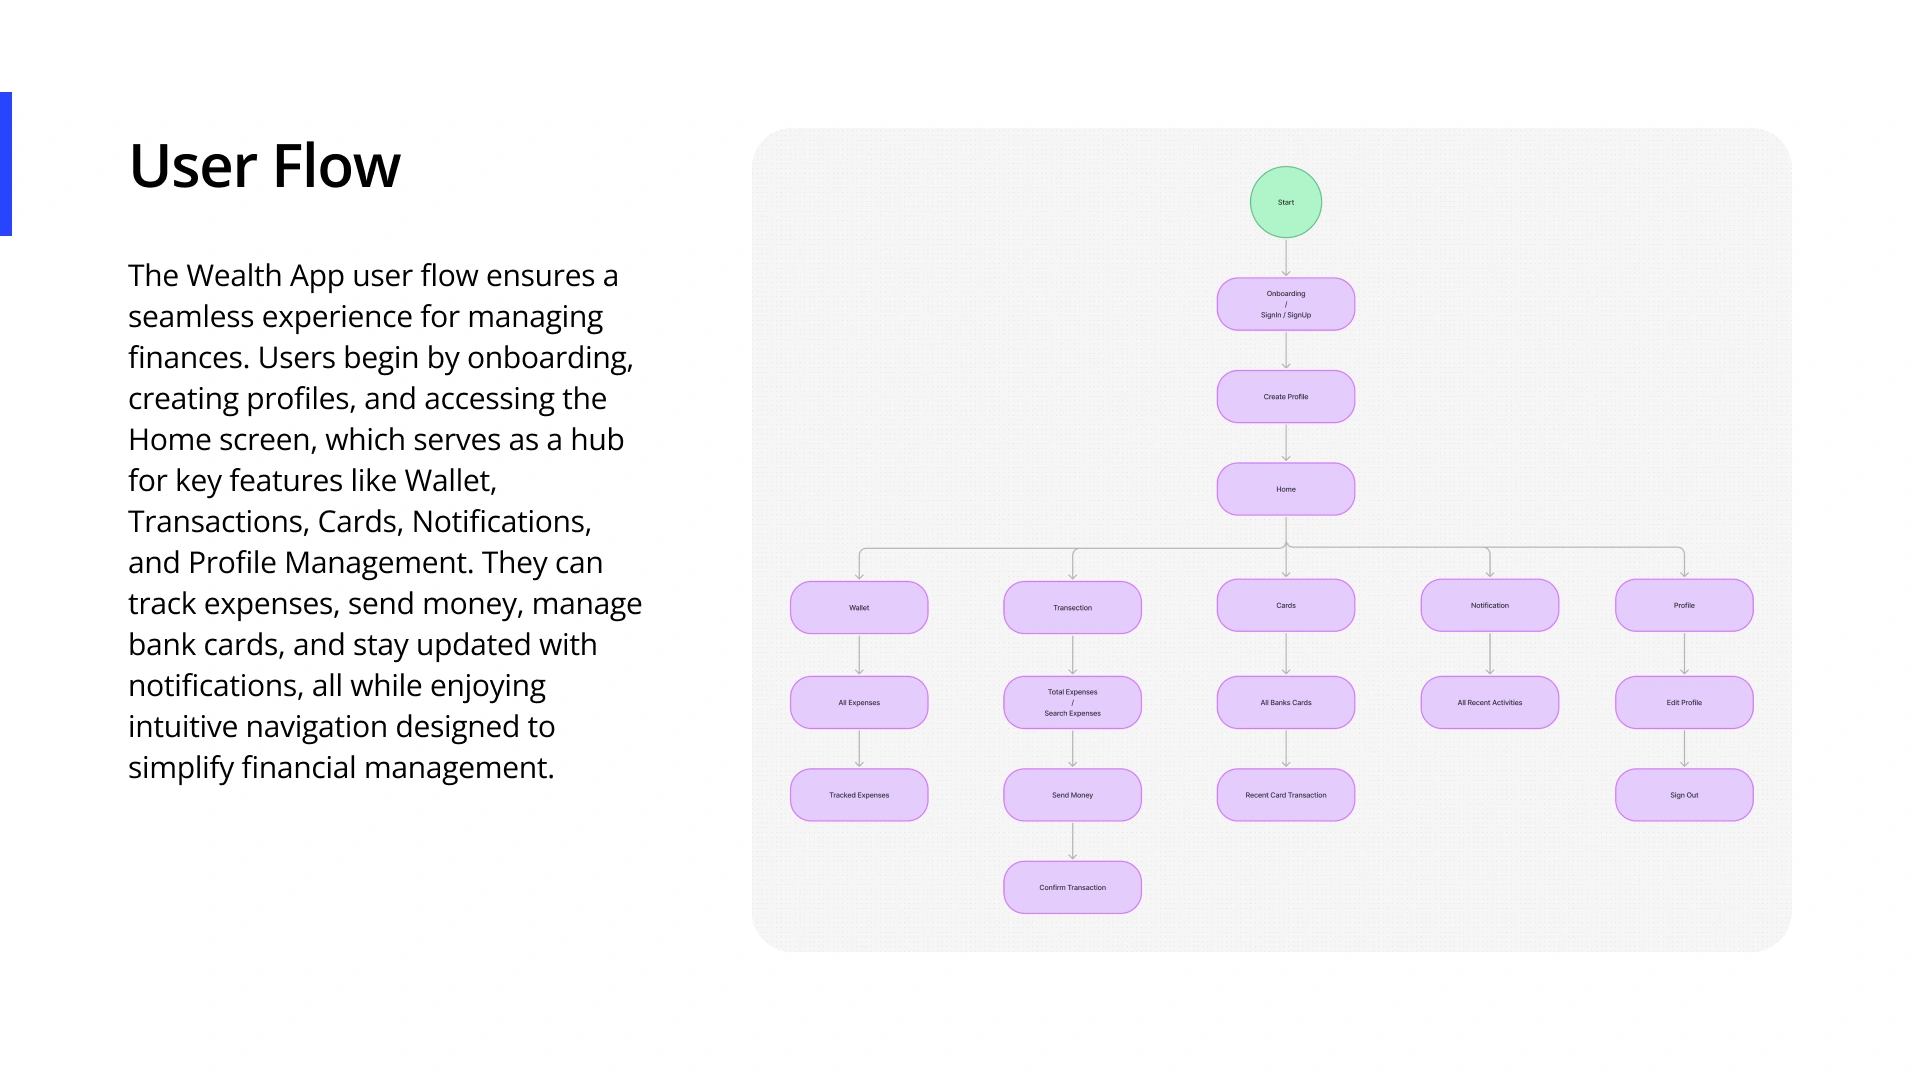 User Flow
The Wealth App user flow ensures a
seamless experience for managing
finances. Users begin by onboarding,
creating profiles, and accessing the
Home screen, which serves as a hub
for key features like Wallet,
Transactions, Cards, Notifications,
and Profile Management. They can
track expenses, send money, manage
bank cards, and stay updated with
notifications, all while enjoying
intuitive navigation designed to
simplify financial management.
Start
Onboarding
/
SignIn / SignUp
Create Profile
Home
Wallet
Transection
Cards
Notification
Profile
All Expenses
Total Expenses
/
Search Expenses
All Banks Cards
All Recent Activities
Edit Profile
Tracked Expenses
Send Money
Recent Card Transaction
Sign Out
Confirm Transaction